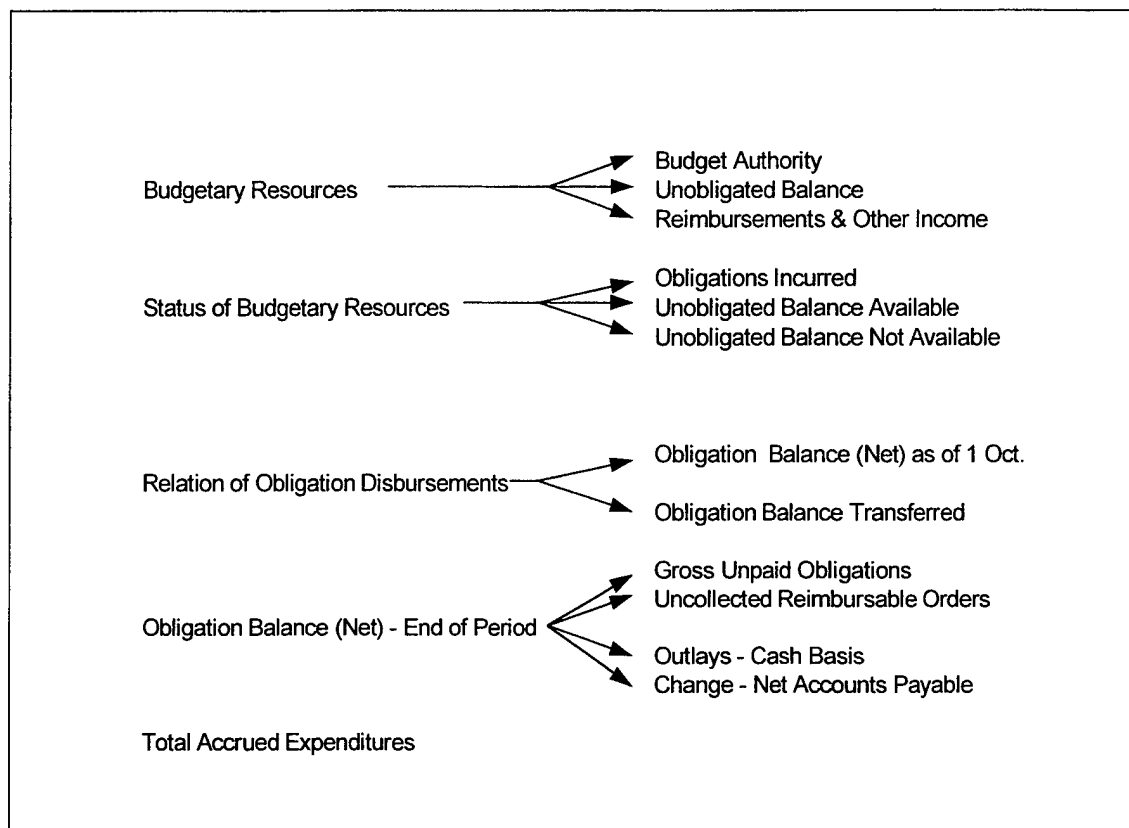 Budgetary Resources
Budget Authority
Unobligated Balance
Reimbursements & Other Income
Status of Budgetary Resources
Obligations Incurred
Unobligated Balance Available
Unobligated Balance Not Available
Relation of Obligation Disbursements
Obligation Balance (Net) as of 1 Oct.
Obligation Balance Transferred
Obligation Balance (Net) - End of Period
Gross Unpaid Obligations
Uncollected Reimbursable Orders
Outlays - Cash Basis
Change - Net Accounts Payable
Total Accrued Expenditures